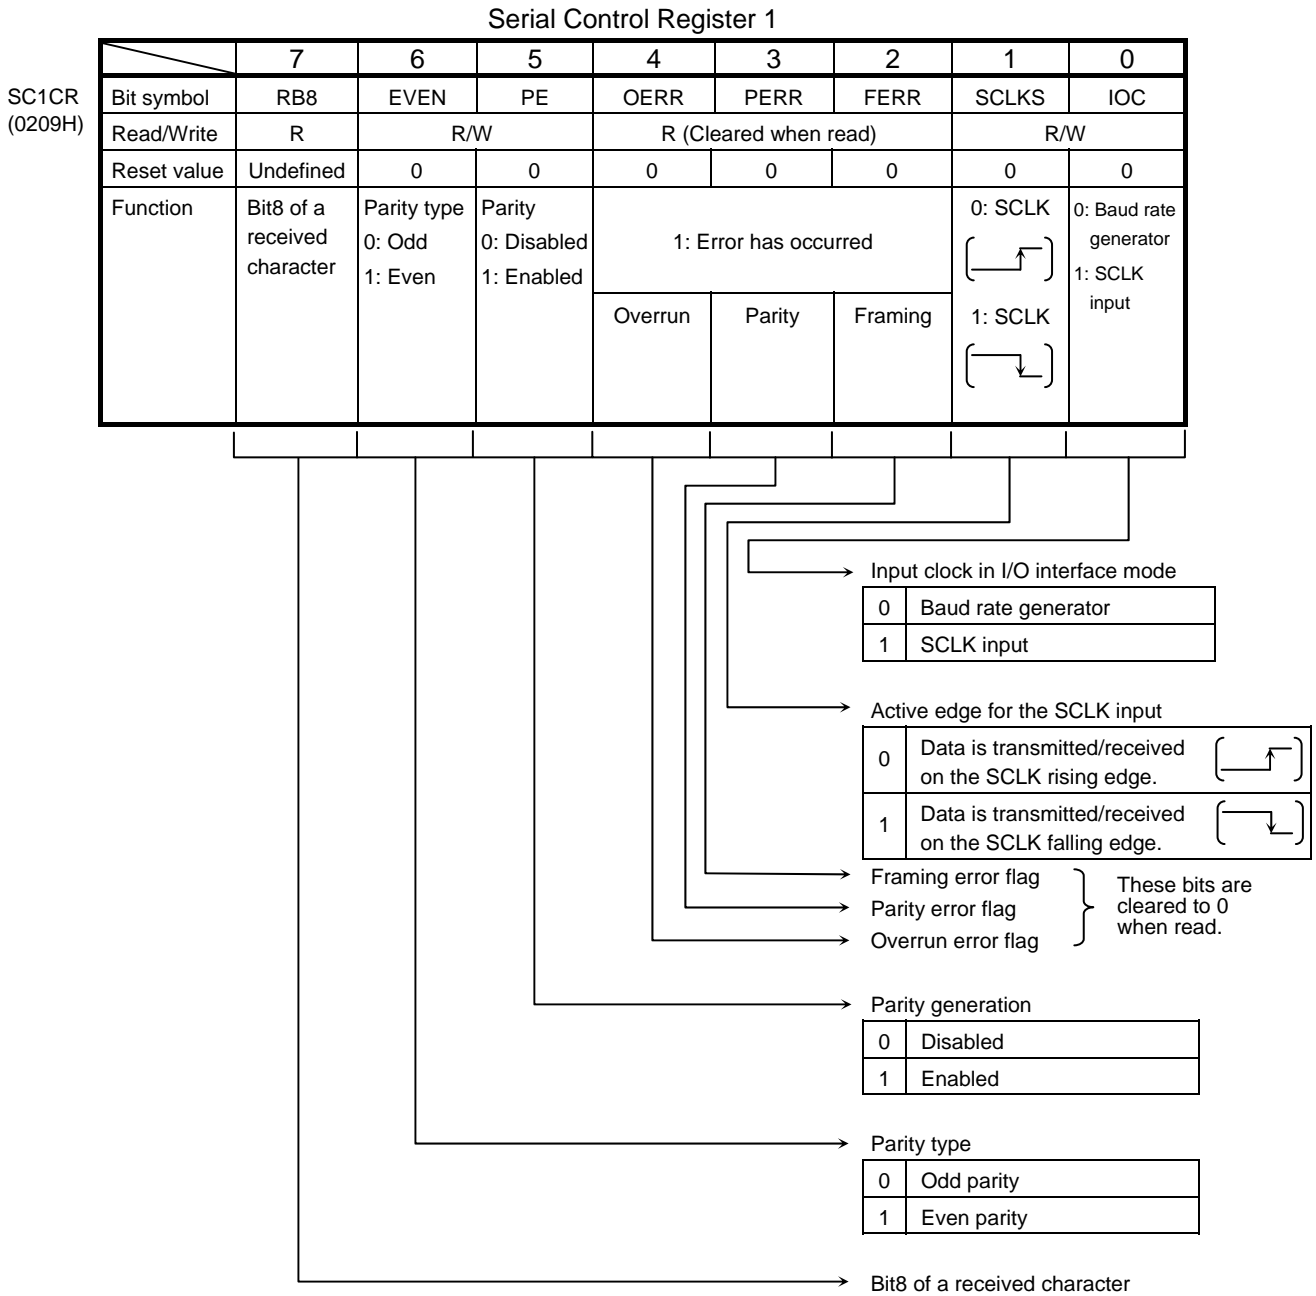 Serial Control Register 1
7 6 5 4 3 2 1 0
SC1CR
(0209H)
Bit symbol RB8 EVEN PE OERR PERR FERR SCLKS IOC
Read/Write R R/W R (Cleared when read) R/W
Reset value Undefined 0 0 0 0 0 0 0
Function
Bit8 of a
received
character
Parity type
0: Odd
1: Even
Parity
0: Disabled
1: Enabled
1: Error has occurred
Overrun Parity Framing
0: SCLK
1: SCLK
0: Baud rate
generator
1: SCLK
input
Input clock in I/O interface mode
0 Baud rate generator
1 SCLK input
Active edge for the SCLK input
0 Data is transmitted/received
on the SCLK rising edge.
1 Data is transmitted/received
on the SCLK falling edge.
Framing error flag
Parity error flag
Overrun error flag
These bits are
cleared to 0
when read.
Parity generation
0 Disabled
1 Enabled
Parity type
0 Odd parity
1 Even parity
Bit8 of a received character